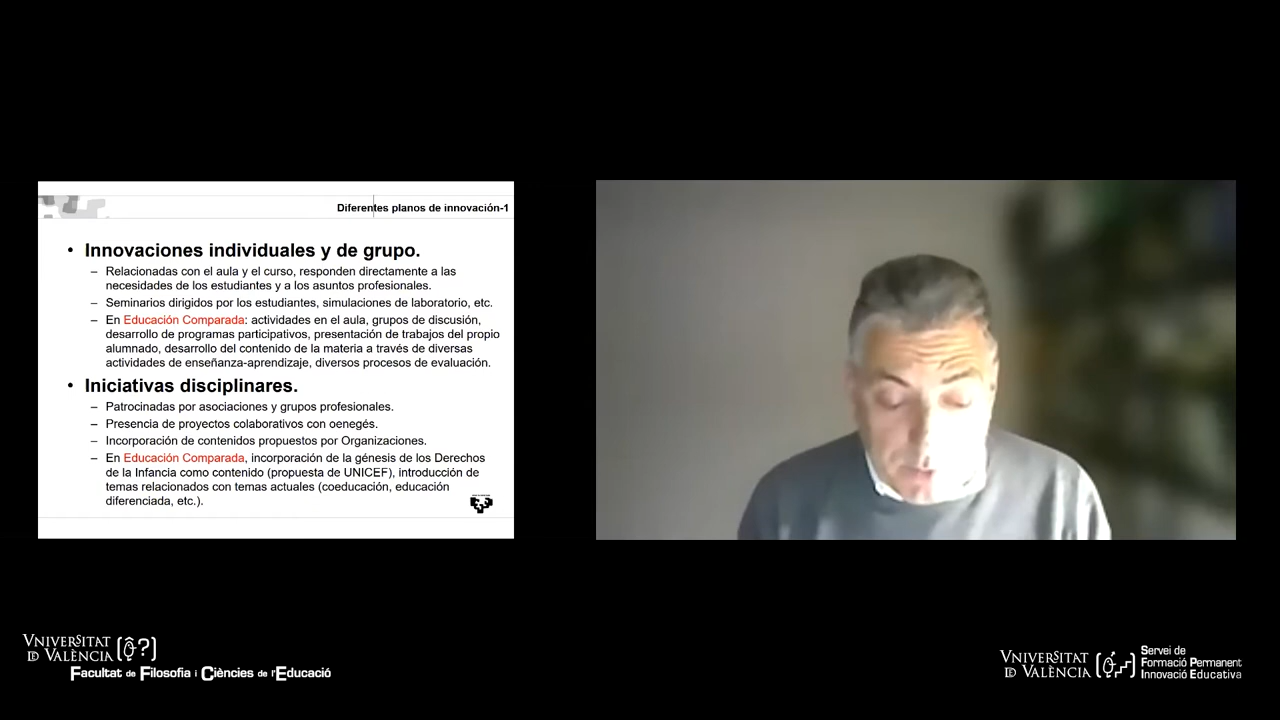 Diferentes planos de innovación-1
• Innovaciones individuales y de grupo.
– Relacionadas con el aula y el curso, responden directamente a las
necesidades de los estudiantes y a los asuntos profesionales.
– Seminarios dirigidos por los estudiantes, simulaciones de laboratorio, etc.
– En Educación Comparada: actividades en el aula, grupos de discusión,
desarrollo de programas participativos, presentación de trabajos del propio
alumnado, desarrollo del contenido de la materia a través de diversas
actividades de enseñanza-aprendizaje, diversos procesos de evaluación.
• Iniciativas disciplinares.
– Patrocinadas por asociaciones y grupos profesionales.
– Presencia de proyectos colaborativos con oenegés.
– Incorporación de contenidos propuestos por Organizaciones.
– En Educación Comparada, incorporación de la génesis de los Derechos
de la Infancia como contenido (propuesta de UNICEF), introducción de
temas relacionados con temas actuales (coeducación, educación
diferenciada, etc.).
VNIVERSITAT
D VALÈNCIA
Facultat de Filosofia i Ciències de l'Educació
VNIVERSITAT
D VALÈNCIA
Servei de
Formació Permanent
Innovació Educativa